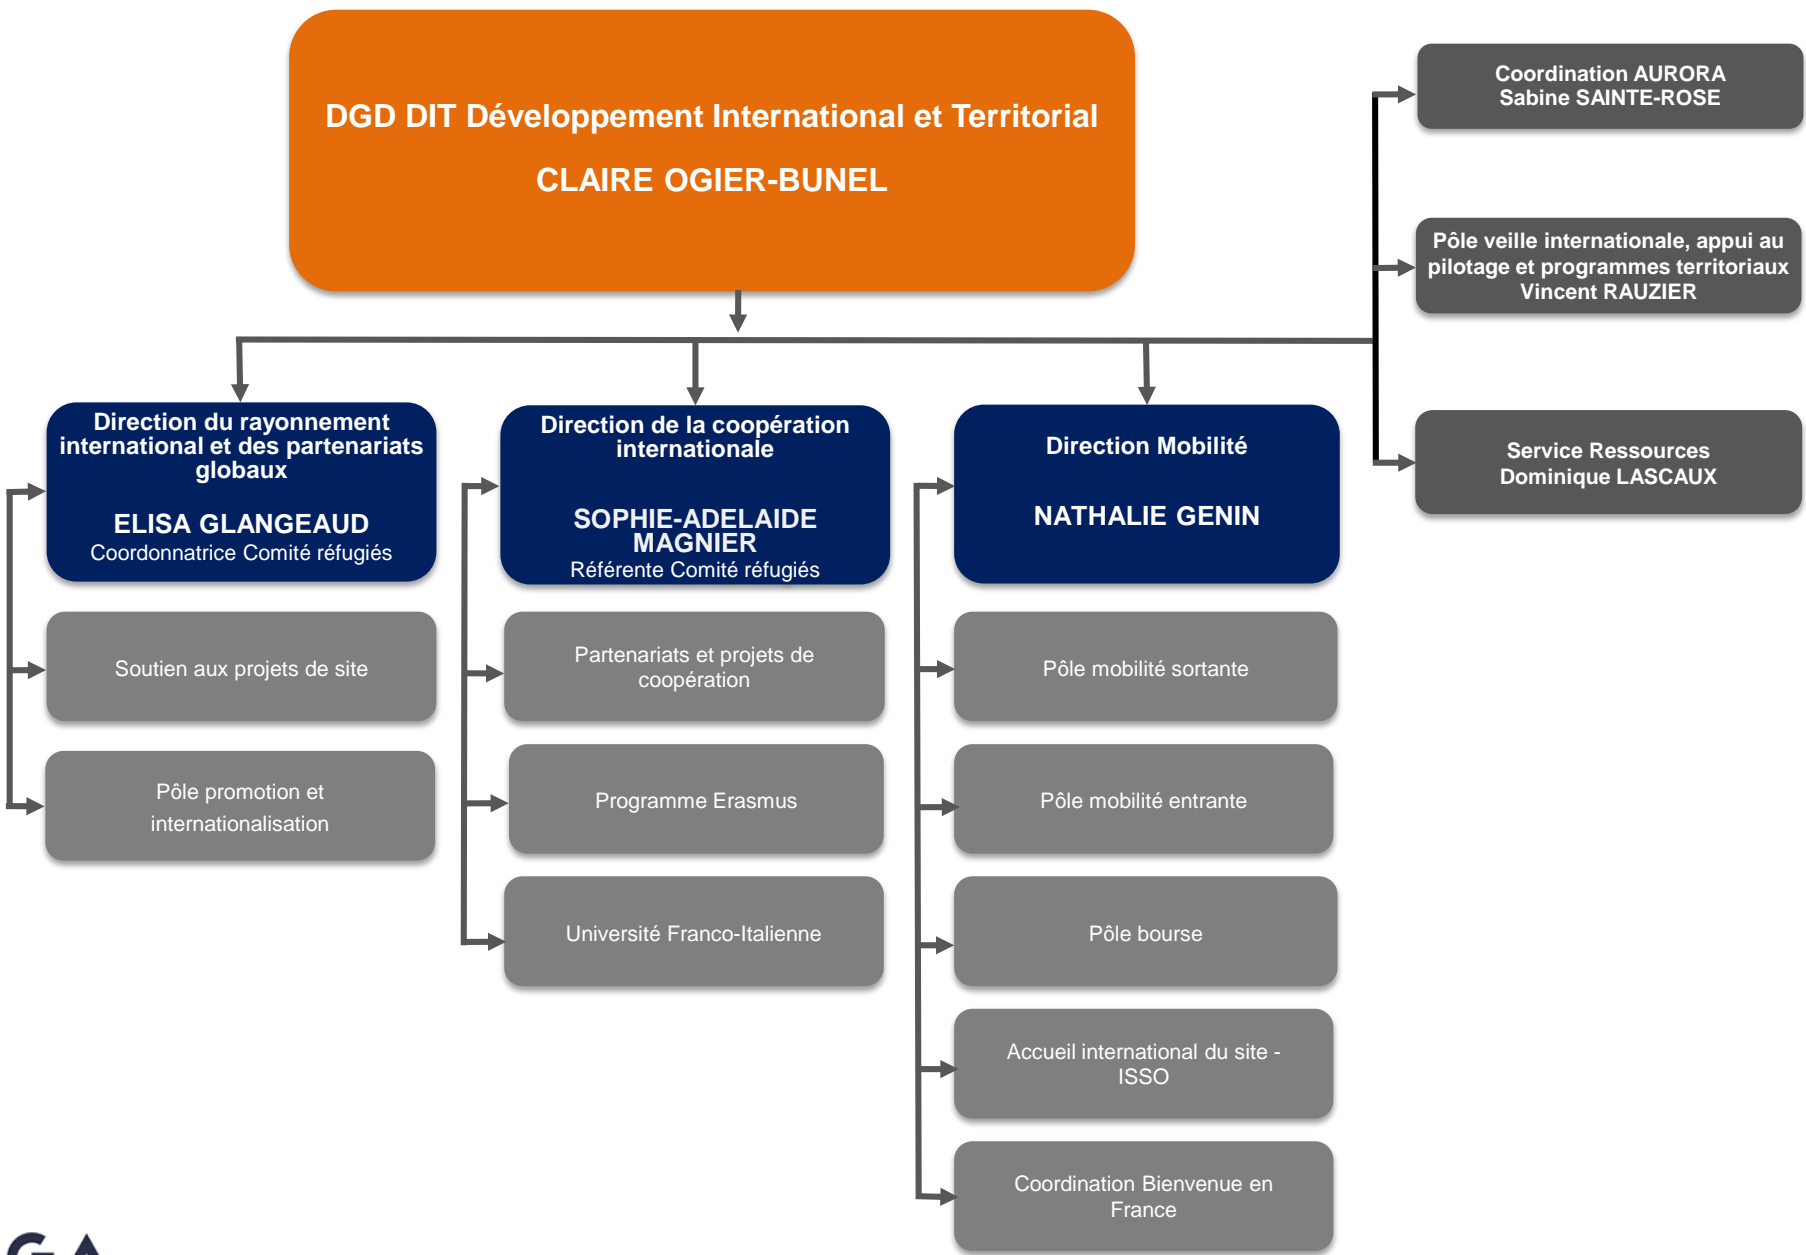 DGD DIT Développement International et Territorial
CLAIRE OGIER-BUNEL
Coordination AURORA
Sabine SAINTE-ROSE
Pôle veille internationale, appui au
pilotage et programmes territoriaux
Vincent RAUZIER
Service Ressources
Dominique LASCAUX
Direction du rayonnement
international et des partenariats
globaux
ELISA GLANGEAUD
Coordonnatrice Comité réfugiés
Soutien aux projets de site
Pôle promotion et
internationalisation
Direction de la coopération
internationale
SOPHIE-ADELAIDE
MAGNIER
Référente Comité réfugiés
Partenariats et projets de
coopération
Programme Erasmus
Université Franco-Italienne
Direction Mobilité
NATHALIE GENIN
Pôle mobilité sortante
Pôle mobilité entrante
Pôle bourse
Accueil international du site -
ISSO
Coordination Bienvenue en
France